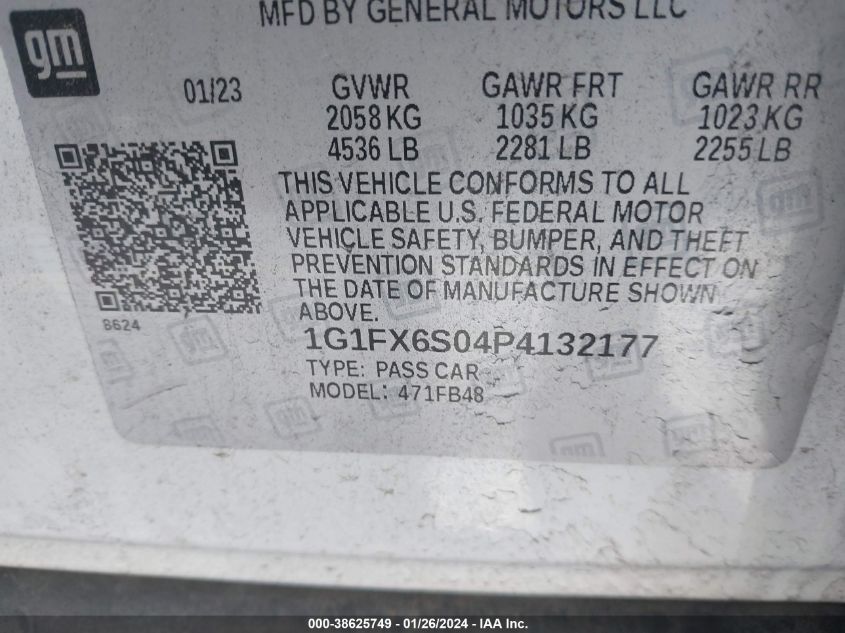 MFD BY GENERAL MOTORS LLC
gm
01/23 GVWR GAWR FRT GAWR RR
2058 KG 1035 KG 1023 KG
4536 LB 2281 LB 2255 LB
THIS VEHICLE CONFORMS TO ALL
APPLICABLE U.S. FEDERAL MOTOR
VEHICLE SAFETY, BUMPER, AND THEFT
PREVENTION STANDARDS IN EFFECT ON
THE DATE OF MANUFACTURE SHOWN
ABOVE.
8624
1G1FX6S04P4132177
TYPE: PASS CAR
MODEL: 471FB48
000-38625749 - 01/26/2024 - IAA Inc.